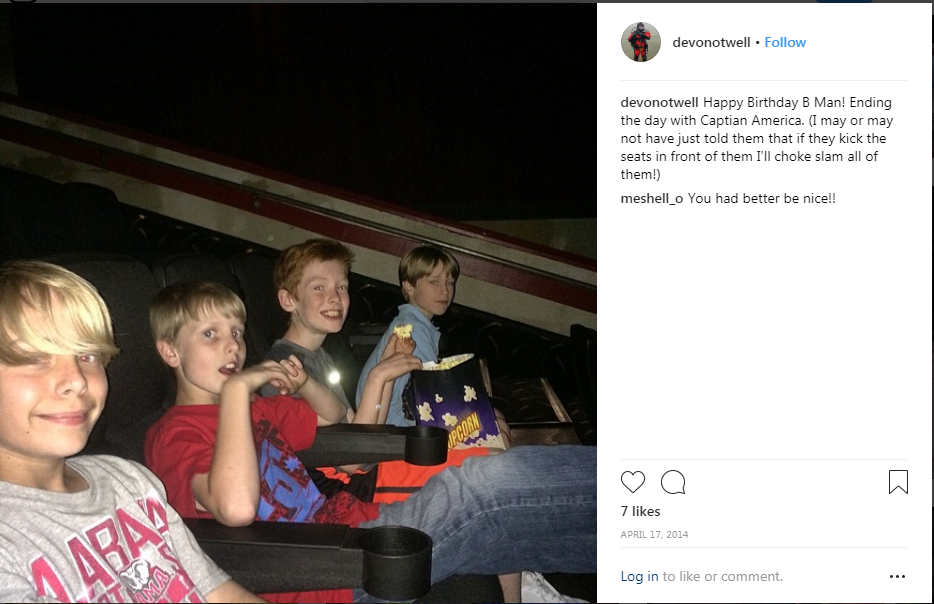 devonotwell • Follow
devonotwell Happy Birthday B Man! Ending
the day with Captian America. (I may or may
not have just told them that if they kick the
seats in front of them I'll choke slam all of
them!)
meshell_o You had better be nice!!
7 likes
APRIL 17, 2014
Log in to like or comment.
POPCORN
ALABAMA